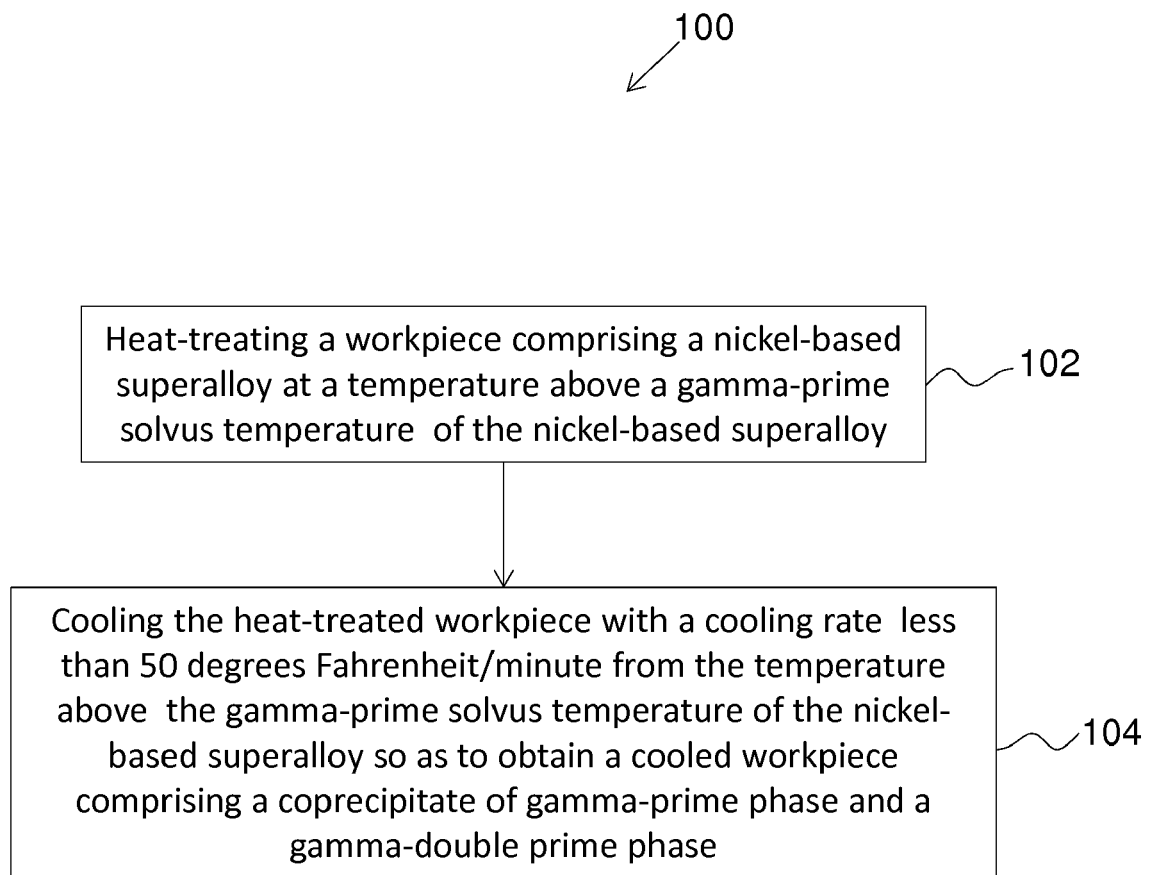 100
Heat-treating a workpiece comprising a nickel-based
superalloy at a temperature above a gamma-prime
solvus temperature of the nickel-based superalloy
102
Cooling the heat-treated workpiece with a cooling rate less
than 50 degrees Fahrenheit/minute from the temperature
above the gamma-prime solvus temperature of the nickel-
based superalloy so as to obtain a cooled workpiece
comprising a coprecipitate of gamma-prime phase and a
gamma-double prime phase
104